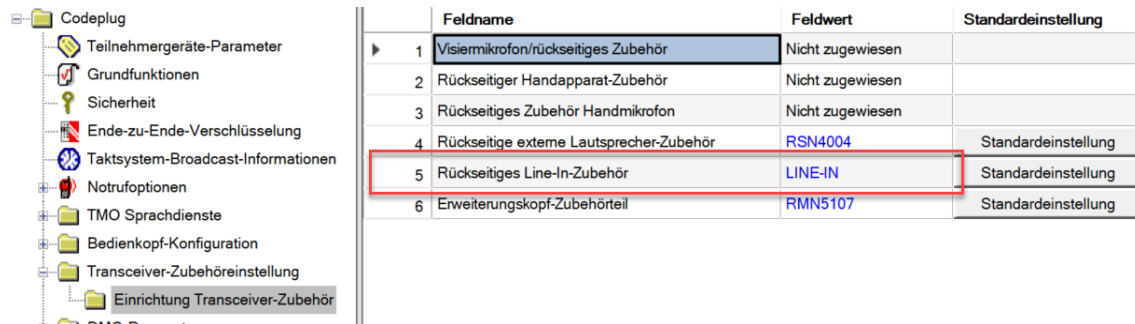 Codeplug
Teilnehmergeräte-Parameter
Grundfunktionen
Sicherheit
Ende-zu-Ende-Verschlüsselung
Taktsystem-Broadcast-Informationen
Notrufoptionen
TMO Sprachdienste
Bedienkopf-Konfiguration
Transceiver-Zubehöreinstellung
Einrichtung Transceiver-Zubehör
Feldname Feldwert Standardeinstellung
1 Visiermikrofon/rückseitiges Zubehör Nicht zugewiesen
2 Rückseitiger Handapparat-Zubehör Nicht zugewiesen
3 Rückseitiges Zubehör Handmikrofon Nicht zugewiesen
4 Rückseitige externe Lautsprecher-Zubehör RSN4004 Standardeinstellung
5 Rückseitiges Line-In-Zubehör LINE-IN Standardeinstellung
6 Erweiterungskopf-Zubehörteil RMN5107 Standardeinstellung